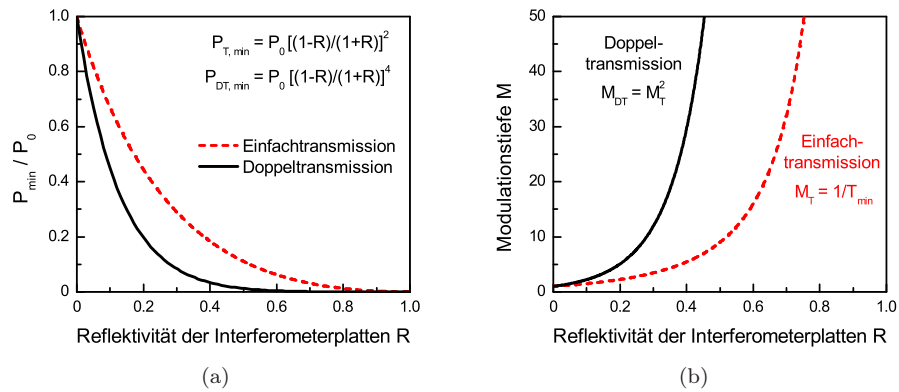 P_T, min = P_0 [(1-R)/(1+R)]^2
P_DT, min = P_0 [(1-R)/(1+R)]^4
Einfachtransmission
Doppeltransmission
P_min / P_0
1.0
0.8
0.6
0.4
0.2
0
0 0.2 0.4 0.6 0.8 1.0
Reflektivität der Interferometerplatten R
(a)
Doppel-
transmission
M_DT = M_T^2
Einfach-
transmission
M_T = 1/T_min
Modulationstiefe M
50
40
30
20
10
0
0.0 0.2 0.4 0.6 0.8 1.0
Reflektivität der Interferometerplatten R
(b)